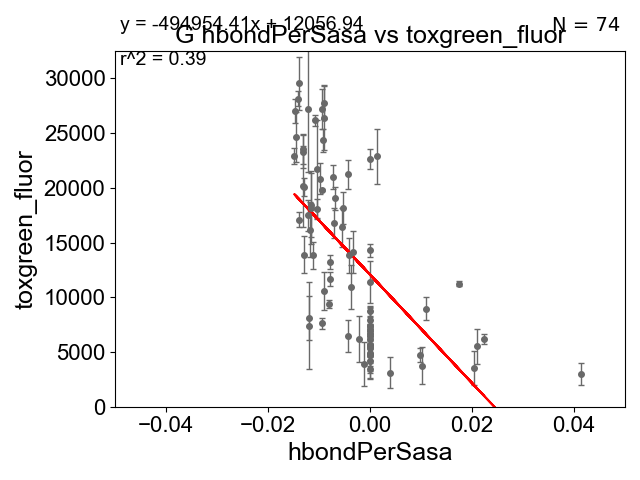 y = -494954.41x + 12056.94
N = 74
G hbondPerSasa vs toxgreen_fluor
r^2 = 0.39
30000
25000
20000
15000
10000
5000
0
toxgreen_fluor
−0.04 −0.02 0.00 0.02 0.04
hbondPerSasa